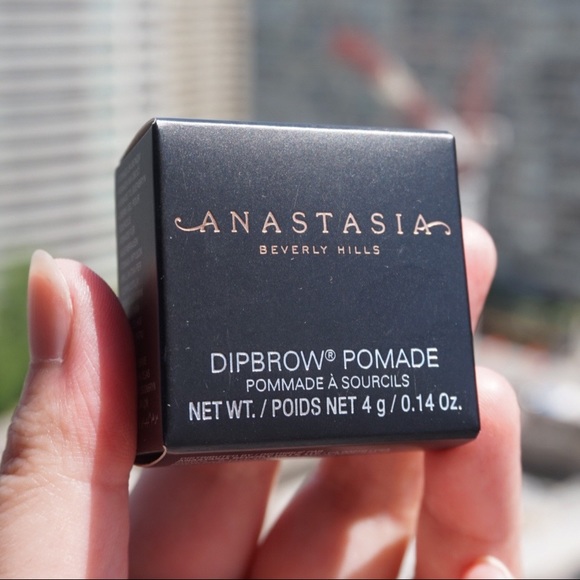 ANASTASIA
BEVERLY HILLS
DIPBROW® POMADE
POMMADE À SOURCILS
NET WT. / POIDS NET 4 g / 0.14 Oz.